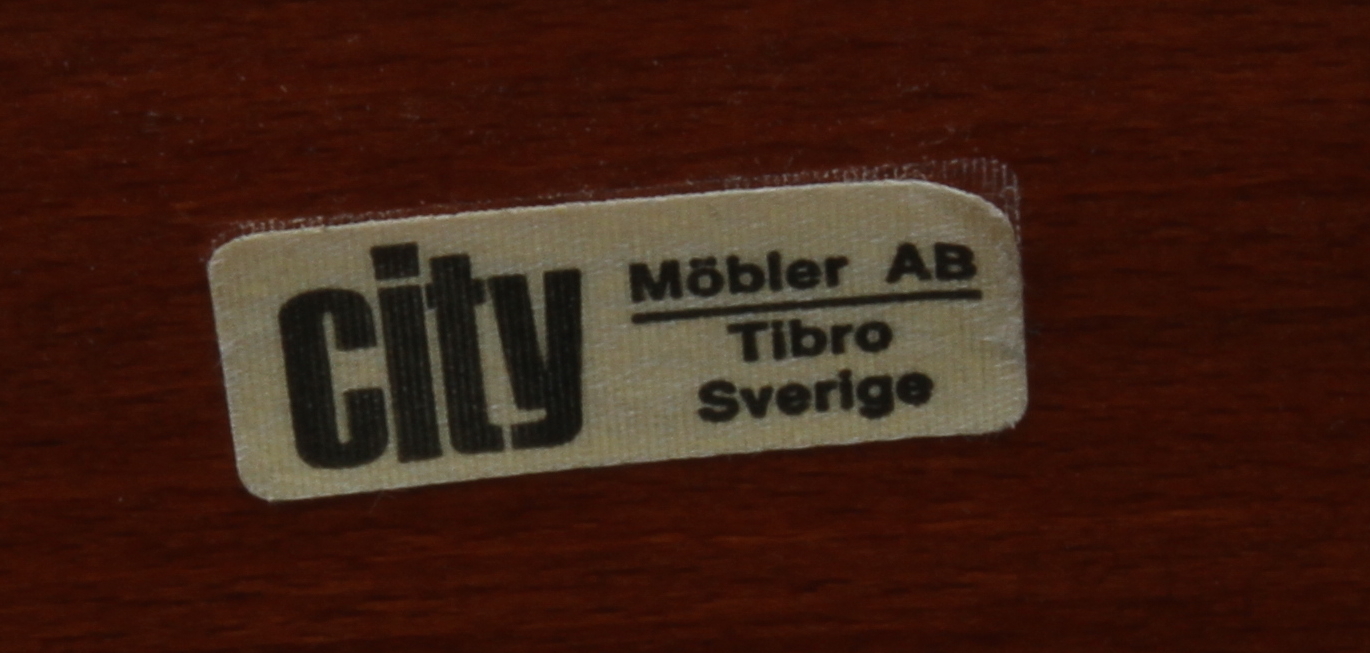 city
Möbler AB
Tibro
Sverige